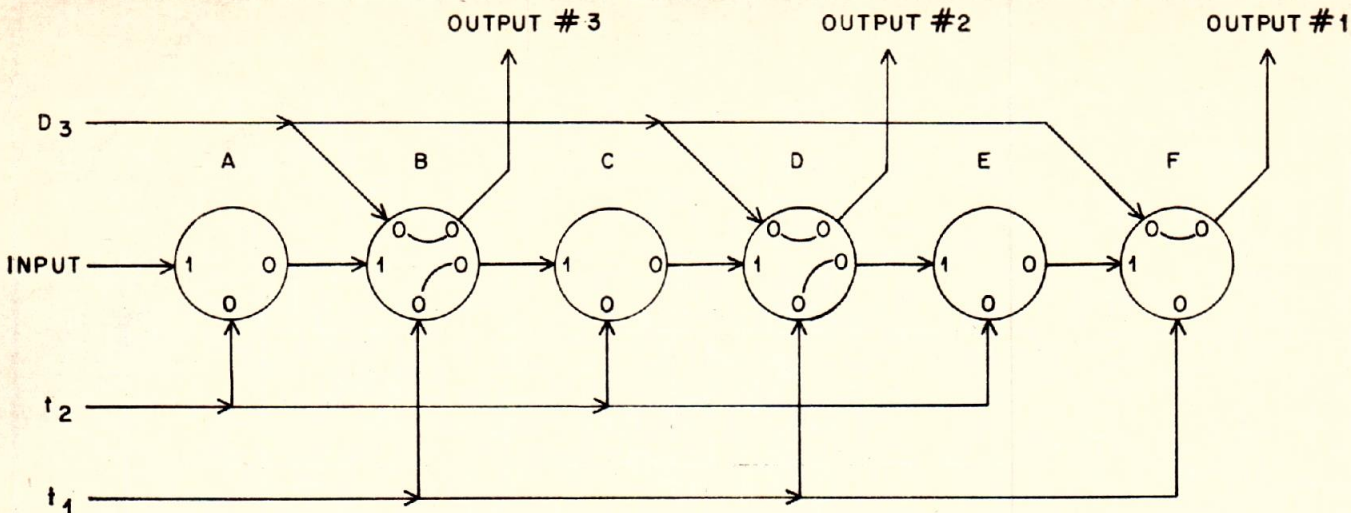 OUTPUT #3 OUTPUT #2 OUTPUT #1
D3
A B C D E F
0 0 0 0 0 0
INPUT 1 0 1 0 1 0 1 0 1 0 1
0 0 0 0 0 0
t2
t1